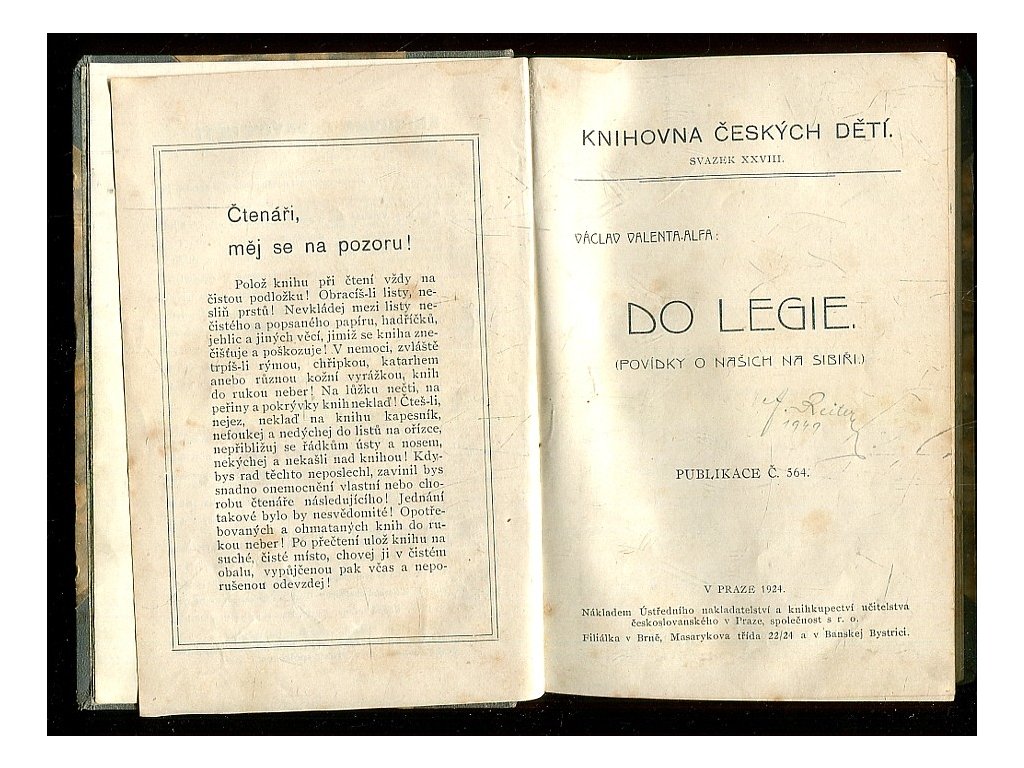 Čtenáři,
měj se na pozoru!
Polož knihu při čtení vždy na
čistou podložku! Obracíš-li listy, ne-
sliň prstů! Nevkládej mezi listy ne-
čistého a popsaného papíru, hadříčků,
jehlic a jiných věcí, jimiž se kniha zne-
čišťuje a poškozuje! V nemoci, zvláště
trpíš-li rýmou, chřipkou, katarhem
anebo různou kožní vyrážkou, knih
do rukou neber! Na lůžku nečti, na
peřiny a pokrývky knih neklaď! Čteš-li,
nejez, neklaď na knihu kapesník,
nefoukej a nedýchej do listů na ořízce,
nepřibližuj se řádkům ústy a nosem,
nekýchej a nekašli nad knihou! Kdy-
bys rad těchto neposlechl, zavinil bys
snadno onemocnění vlastní nebo cho-
robu čtenáře následujícího! Jednání
takové bylo by nesvědomité! Opotře-
bovaných a ohmataných knih do ru-
kou neber! Po přečtení ulož knihu na
suché, čisté místo, chovej ji v čistém
obalu, vypůjčenou pak včas a nepo-
rušenou odevzdej!
KNIHOVNA ČESKÝCH DĚTÍ.
SVAZEK XXVIII.
VÁCLAV VALENTA-ALFA:
DO LEGIE.
(POVÍDKY O NAŠICH NA SIBIŘI.)
J. Reiter
1949
PUBLIKACE Č. 564.
V PRAZE 1924.
Nákladem Ústředního nakladatelství a knihkupectví učitelstva
československého v Praze, společnost s r. o.
Filiálka v Brně, Masarykova třída 22/24 a v Banskej Bystrici.